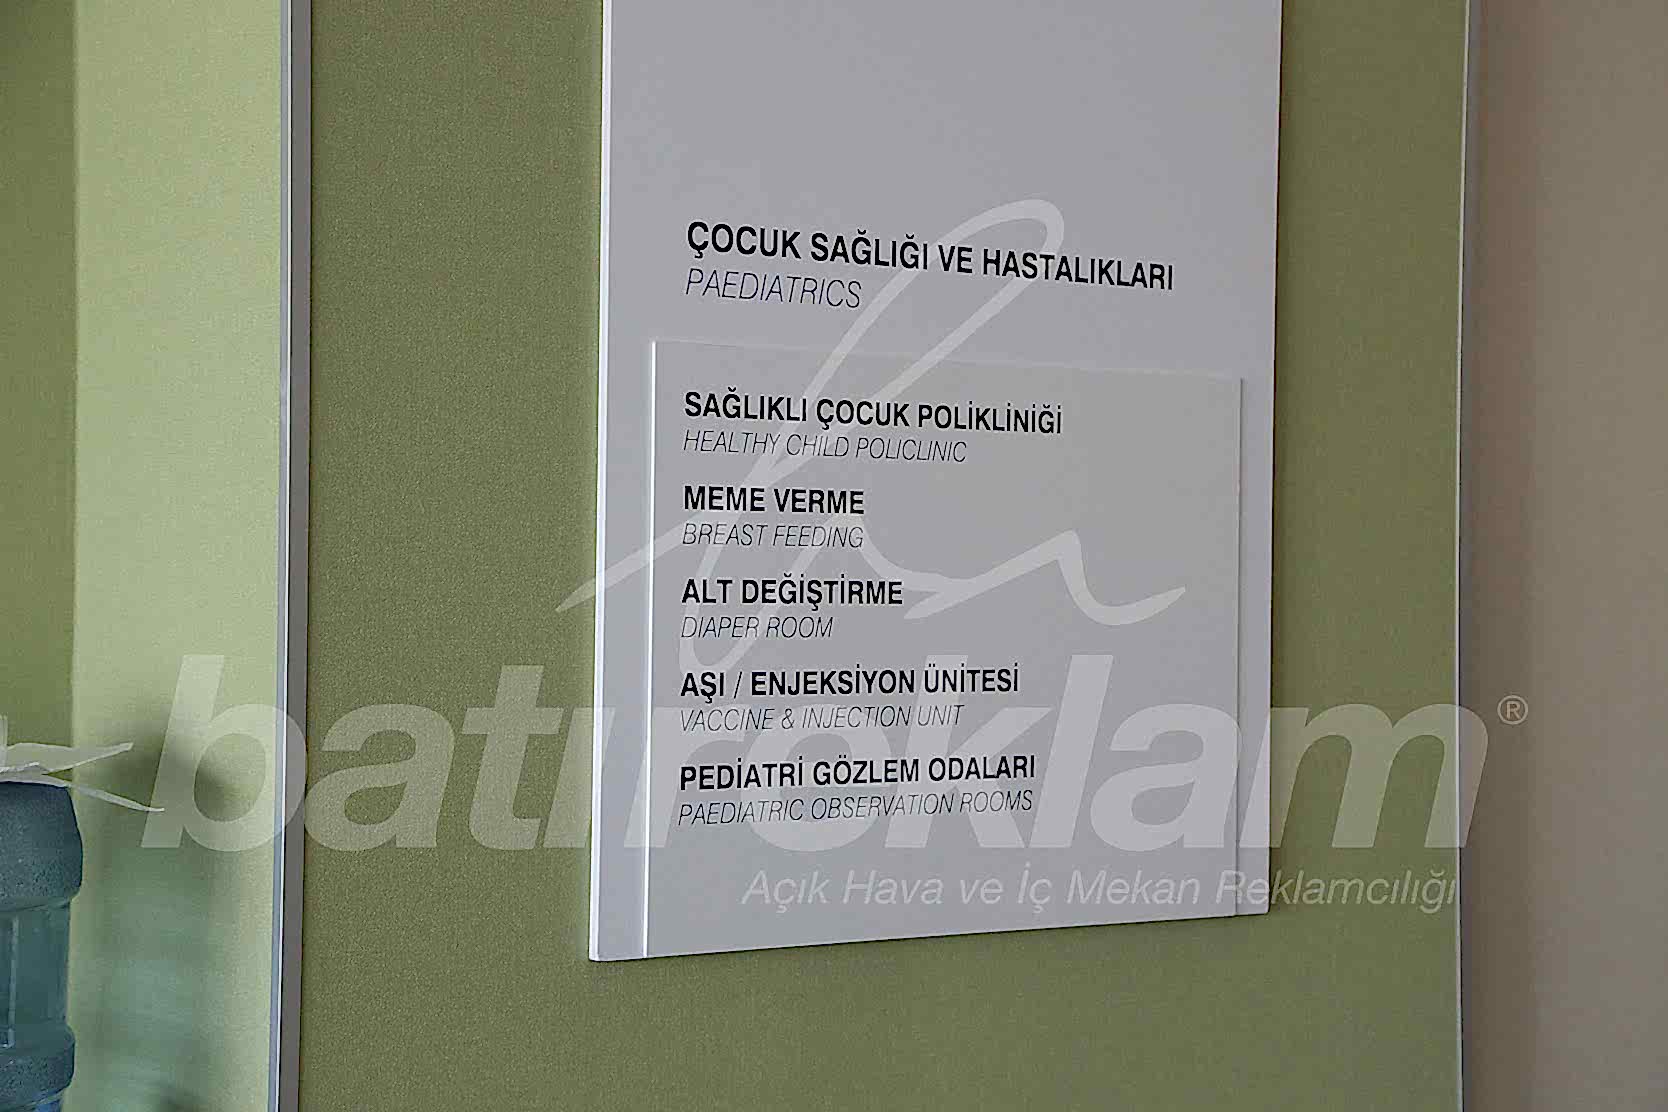 ÇOCUK SAĞLIĞI VE HASTALIKLARI
PAEDIATRICS
SAĞLIKLI ÇOCUK POLİKLİNİĞİ
HEALTHY CHILD POLICLINIC
MEME VERME
BREAST FEEDING
ALT DEĞİŞTİRME
DIAPER ROOM
AŞI / ENJEKSİYON ÜNİTESİ
VACCINE & INJECTION UNIT
PEDİATRİ GÖZLEM ODALARI
PAEDIATRIC OBSERVATION ROOMS
batıreklam®
Açık Hava ve İç Mekan Reklamcılığı